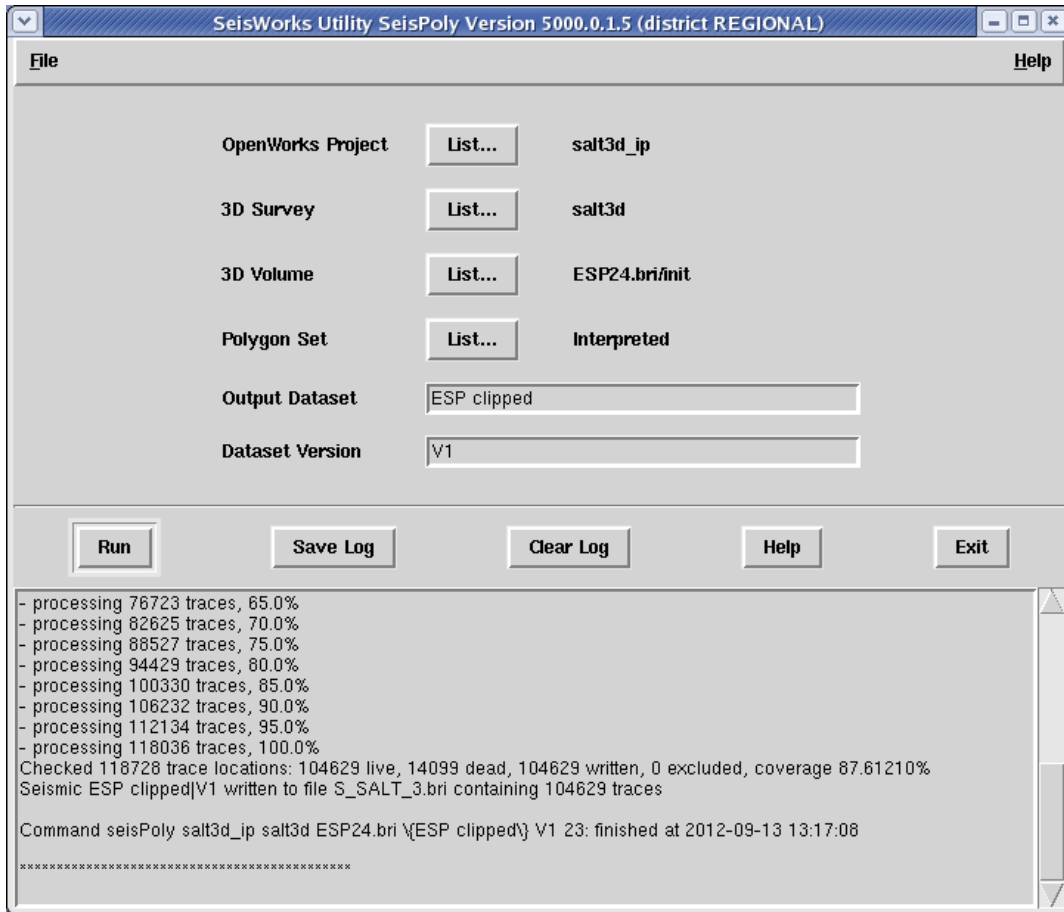 SeisWorks Utility SeisPoly Version 5000.0.1.5 (district REGIONAL)
File Help
OpenWorks Project List... salt3d_ip
3D Survey List... salt3d
3D Volume List... ESP24.bri/init
Polygon Set List... Interpreted
Output Dataset ESP clipped
Dataset Version V1
Run Save Log Clear Log Help Exit
- processing 76723 traces, 65.0%
- processing 82625 traces, 70.0%
- processing 88527 traces, 75.0%
- processing 94429 traces, 80.0%
- processing 100330 traces, 85.0%
- processing 106232 traces, 90.0%
- processing 112134 traces, 95.0%
- processing 118036 traces, 100.0%
Checked 118728 trace locations: 104629 live, 14099 dead, 104629 written, 0 excluded, coverage 87.61210%
Seismic ESP clipped|V1 written to file S_SALT_3.bri containing 104629 traces
Command seisPoly salt3d_ip salt3d ESP24.bri \{ESP clipped\} V1 23: finished at 2012-09-13 13:17:08
*********************************************